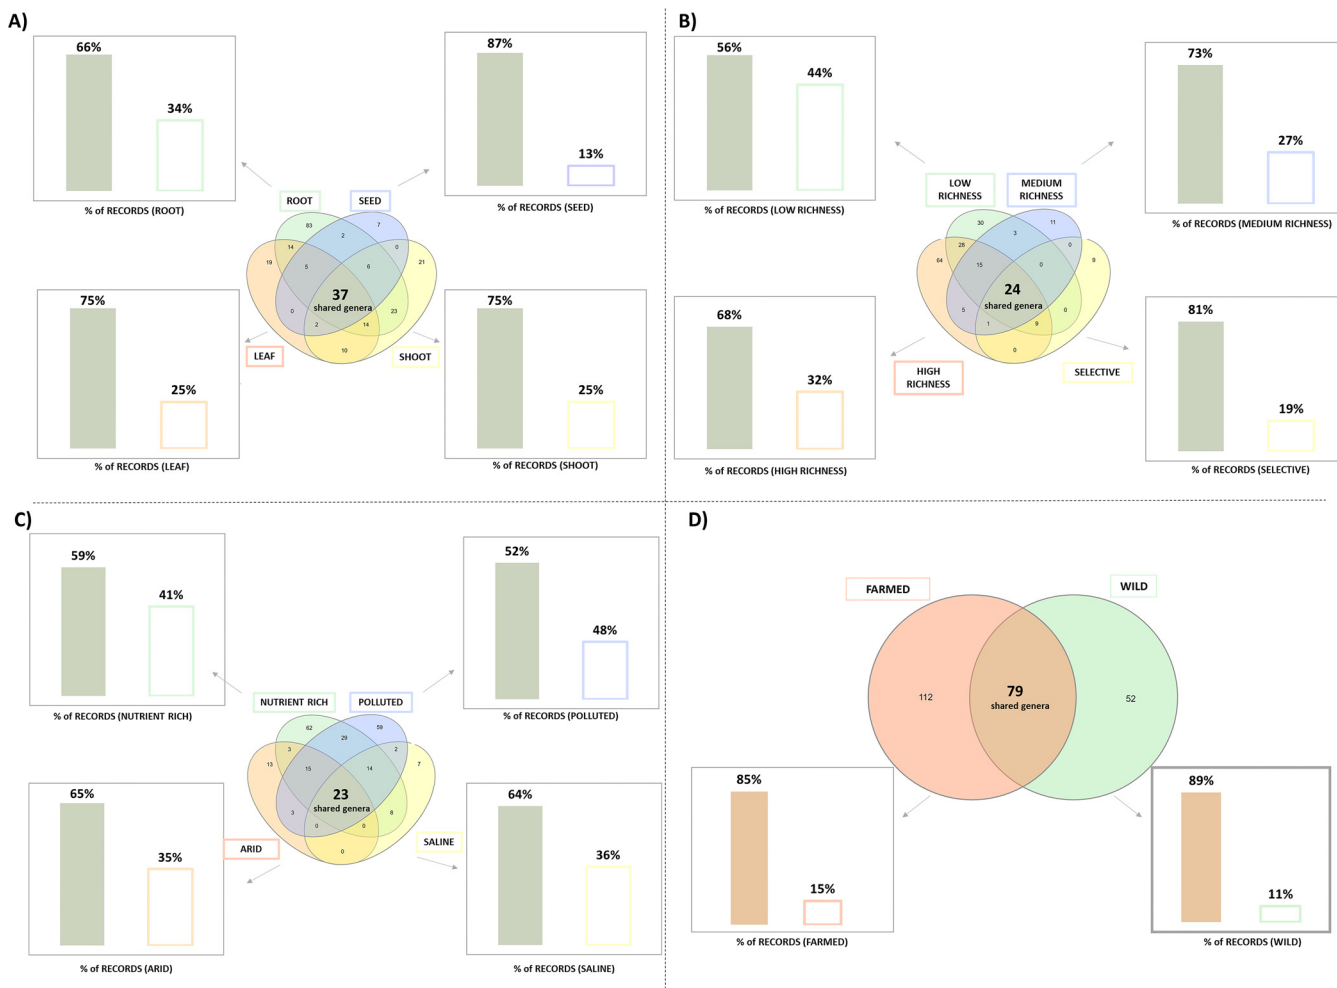 A)
66%
34%
% of RECORDS (ROOT)
87%
13%
% of RECORDS (SEED)
ROOT
SEED
83
7
2
14
0
19
21
5
6
37
shared genera
0
23
2
14
10
LEAF
SHOOT
75%
25%
% of RECORDS (LEAF)
75%
25%
% of RECORDS (SHOOT)
B)
56%
44%
% of RECORDS (LOW RICHNESS)
73%
27%
% of RECORDS (MEDIUM RICHNESS)
LOW
RICHNESS
MEDIUM
RICHNESS
30
11
3
28
0
64
9
15
0
24
shared genera
5
0
1
9
0
HIGH
RICHNESS
SELECTIVE
68%
32%
% of RECORDS (HIGH RICHNESS)
81%
19%
% of RECORDS (SELECTIVE)
C)
59%
41%
% of RECORDS (NUTRIENT RICH)
52%
48%
% of RECORDS (POLLUTED)
NUTRIENT RICH
POLLUTED
62
59
29
3
2
13
7
15
14
23
shared genera
3
8
0
0
0
ARID
SALINE
65%
35%
% of RECORDS (ARID)
64%
36%
% of RECORDS (SALINE)
D)
FARMED
WILD
112
79
shared genera
52
85%
15%
% of RECORDS (FARMED)
89%
11%
% of RECORDS (WILD)